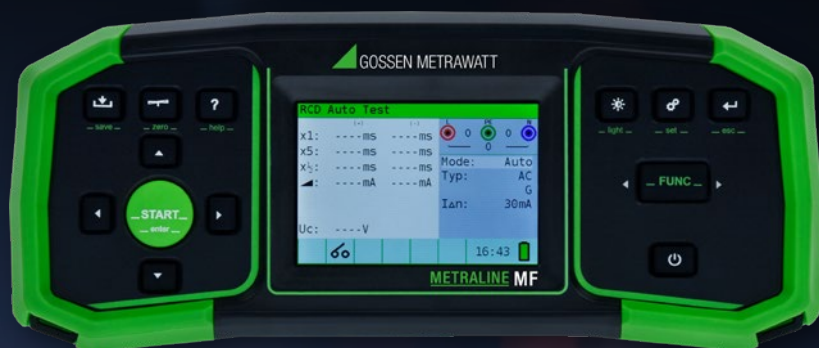 GOSSEN METRAWATT
_ save _
_ zero _
_ help _
?
_START_
_ enter _
RCD Auto Test
(+) (-)
x1: ----ms ----ms
x5: ----ms ----ms
x½: ----ms ----ms
: ----mA ----mA
Uc: ----V
L PE N
0 0
0
Mode: Auto
Typ: AC
G
IΔn: 30mA
16:43
METRALINE MF
_ light _
_ set _
_ esc _
_ FUNC _